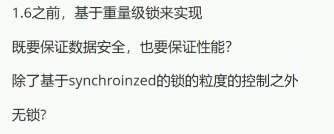 1.6之前，基于重量级锁来实现
既要保证数据安全，也要保证性能？
除了基于synchroinzed的锁的粒度的控制之外
无锁？